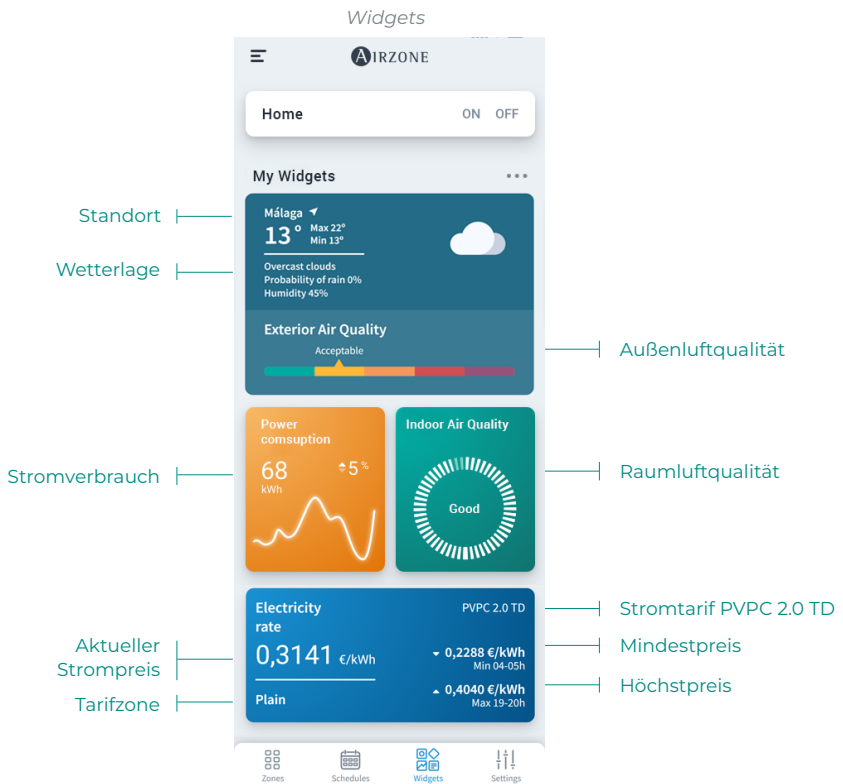 Widgets
AIRZONE
Home
ON OFF
My Widgets
Standort
Málaga
13° Max 22°
Min 13°
Wetterlage
Overcast clouds
Probability of rain 0%
Humidity 45%
Exterior Air Quality
Acceptable
Außenluftqualität
Power
comsuption
68
kWh
5 %
Stromverbrauch
Indoor Air Quality
Good
Raumluftqualität
Electricity
rate
PVPC 2.0 TD
Stromtarif PVPC 2.0 TD
Aktueller
Strompreis
0,3141 €/kWh
0,2288 €/kWh
Min 04-05h
Mindestpreis
Tarifzone
Plain
0,4040 €/kWh
Max 19-20h
Höchstpreis
Zones
Schedules
Widgets
Settings